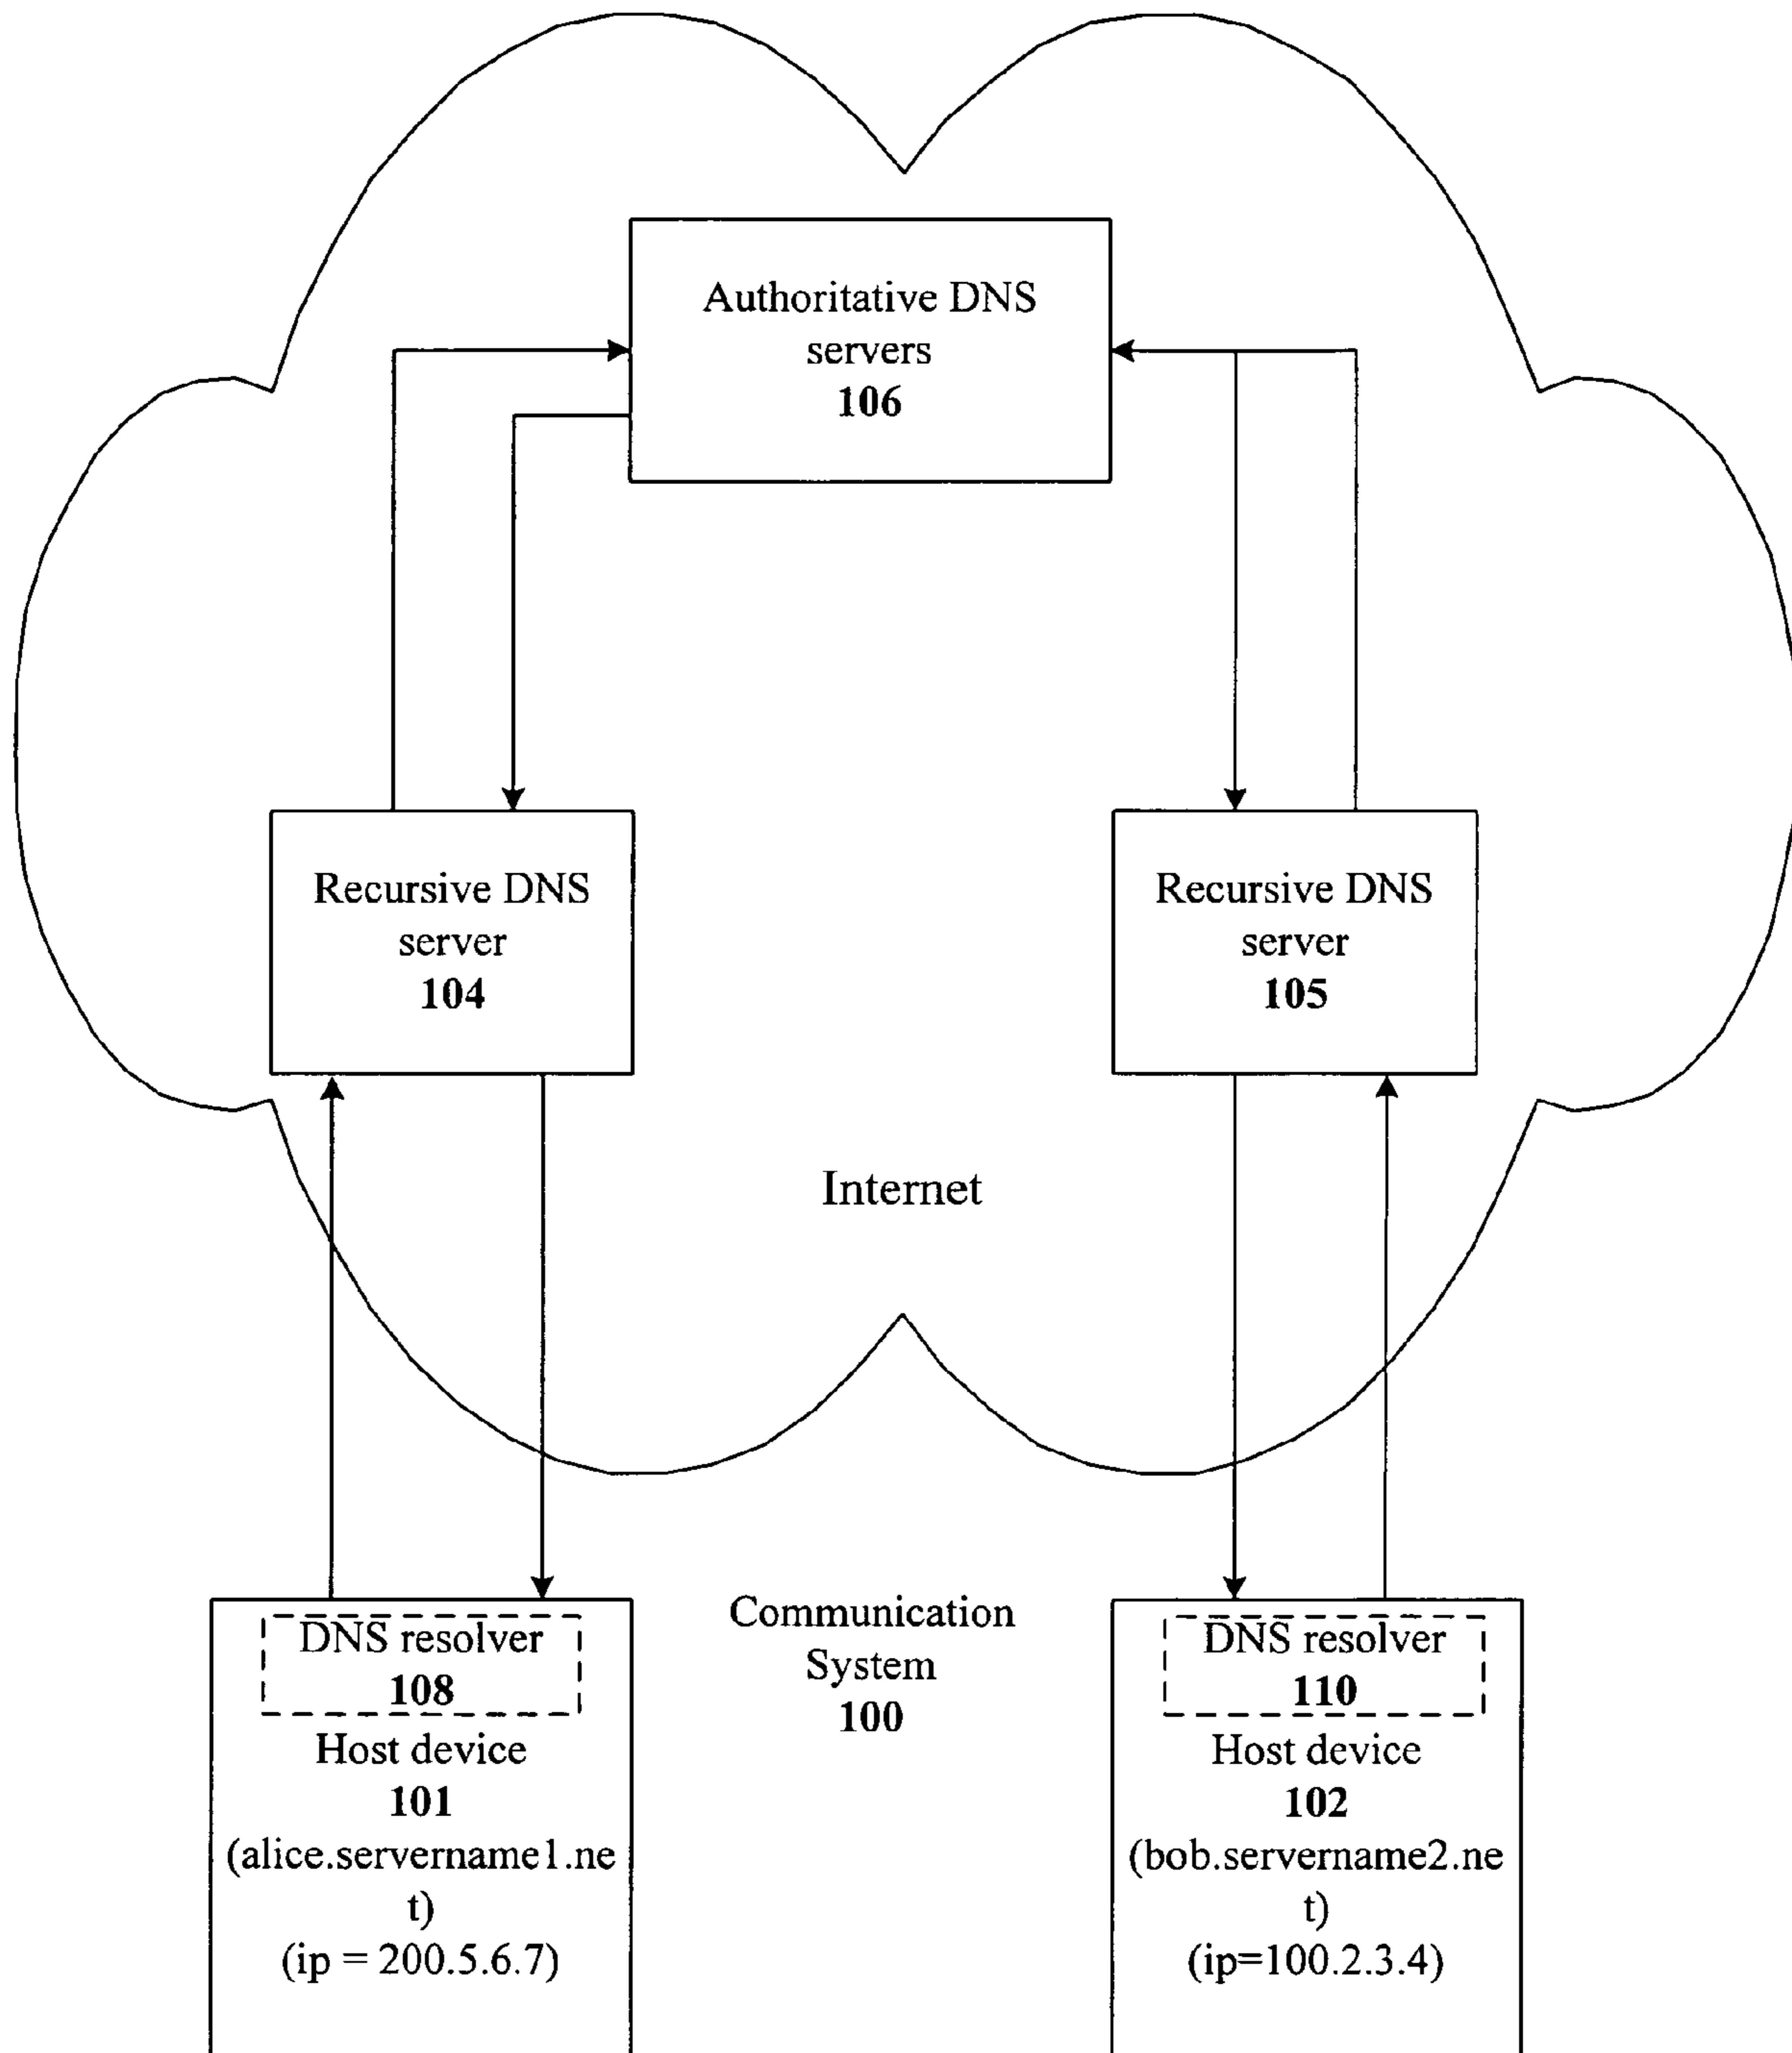 Authoritative DNS
servers
106
Recursive DNS
server
104
Recursive DNS
server
105
Internet
Communication
System
100
DNS resolver
108
Host device
101
(alice.servername1.ne
t)
(ip = 200.5.6.7)
DNS resolver
110
Host device
102
(bob.servername2.ne
t)
(ip=100.2.3.4)